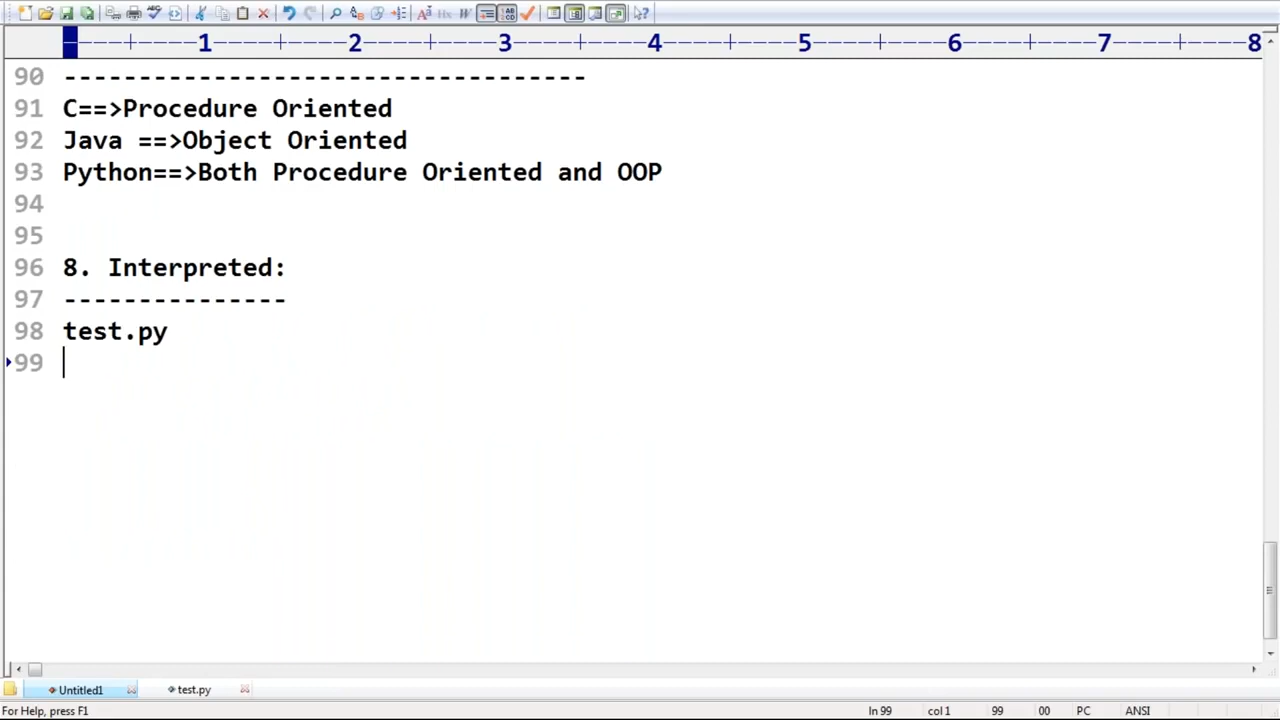 1 2 3 4 5 6 7 8
90 -----------------------------------
91 C==>Procedure Oriented
92 Java ==>Object Oriented
93 Python==>Both Procedure Oriented and OOP
94
95
96 8. Interpreted:
97 ---------------
98 test.py
99
Untitled1 test.py
For Help, press F1 ln 99 col 1 99 00 PC ANSI